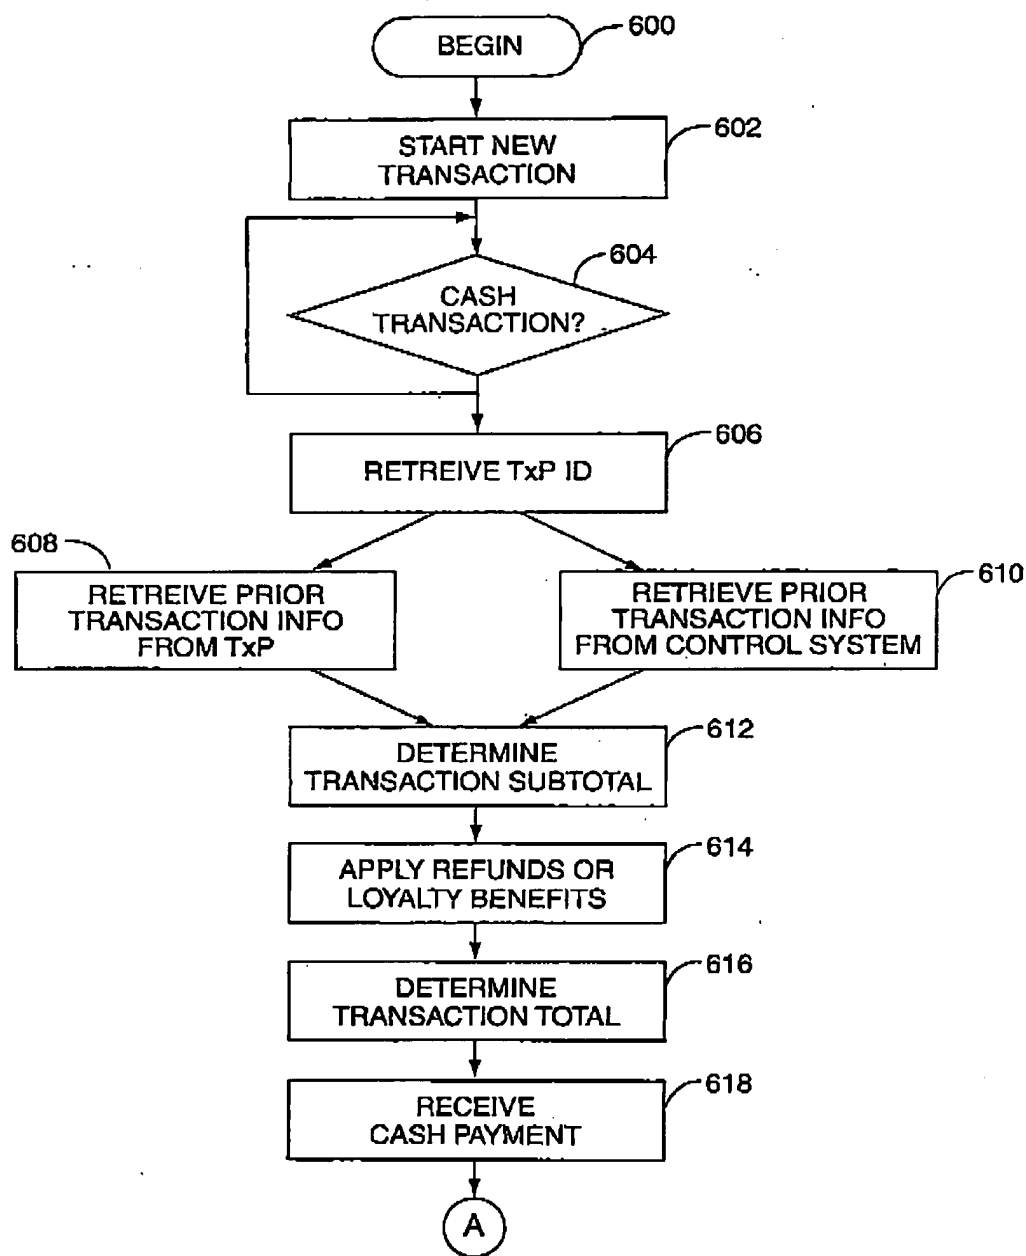 BEGIN
600
START NEW
TRANSACTION
602
CASH
TRANSACTION?
604
RETREIVE TxP ID
606
608
RETREIVE PRIOR
TRANSACTION INFO
FROM TxP
RETRIEVE PRIOR
TRANSACTION INFO
FROM CONTROL SYSTEM
610
DETERMINE
TRANSACTION SUBTOTAL
612
APPLY REFUNDS OR
LOYALTY BENEFITS
614
DETERMINE
TRANSACTION TOTAL
616
RECEIVE
CASH PAYMENT
618
A